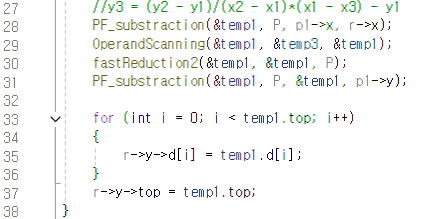 27 //y3 = (y2 - y1)/(x2 - x1)*(x1 - x3) - y1
28 PF_substraction(&temp1, P, p1->x, r->x);
29 OperandScanning(&temp1, &temp3, &temp1);
30 fastReduction2(&temp1, &temp1, P);
31 PF_substraction(&temp1, P, &temp1, p1->y);
32
33 for (int i = 0; i < temp1.top; i++)
34 {
35 r->y->d[i] = temp1.d[i];
36 }
37 r->y->top = temp1.top;
38 }